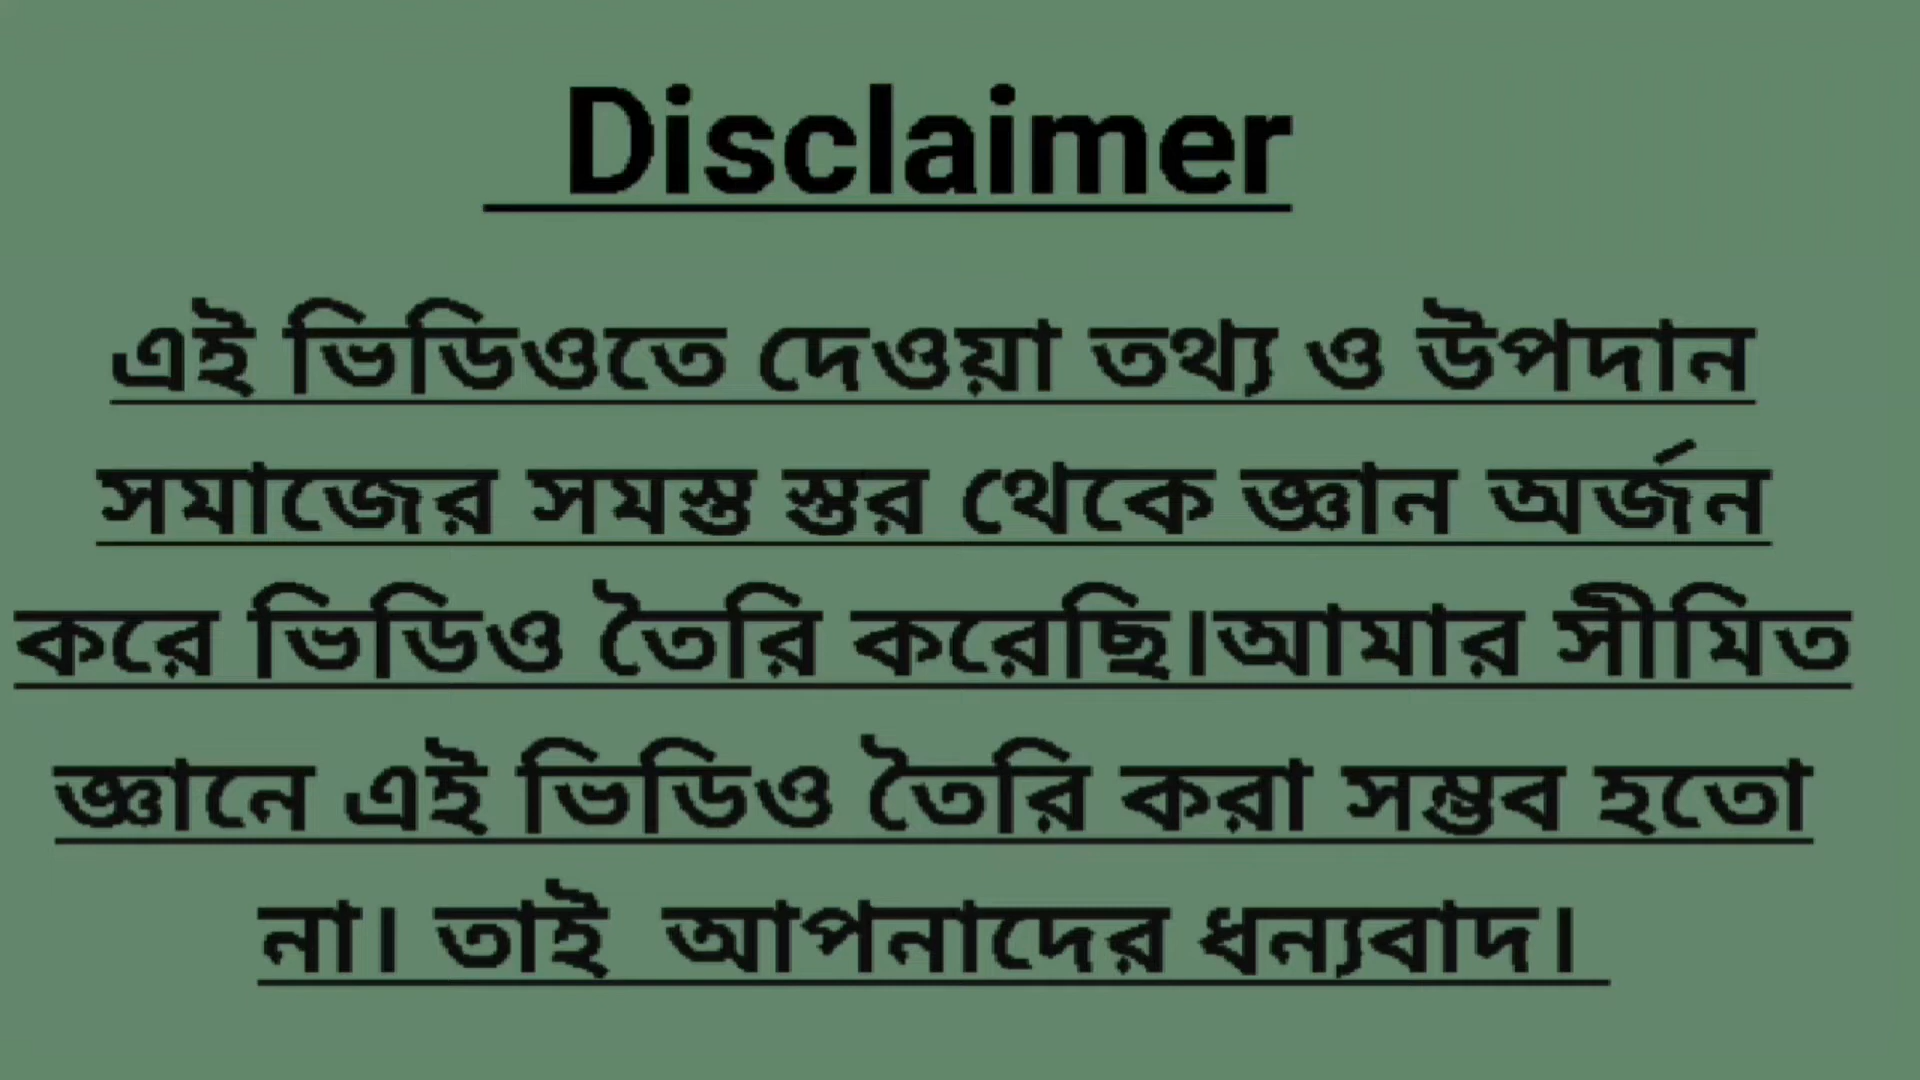 Disclaimer
এই ভিডিওতে দেওয়া তথ্য ও উপদান
সমাজের সমস্ত স্তর থেকে জ্ঞান অর্জন
করে ভিডিও তৈরি করেছি।আমার সীমিত
জ্ঞানে এই ভিডিও তৈরি করা সম্ভব হতো
না। তাই আপনাদের ধন্যবাদ।